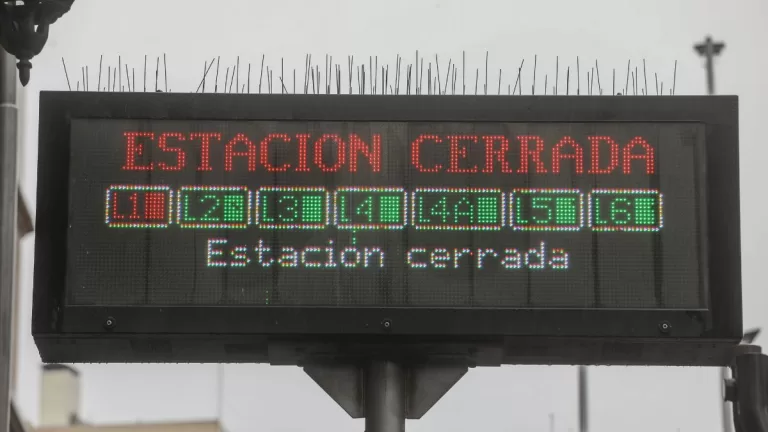 ESTACION CERRADA
L1 L2 L3 L4 L4A L5 L6
Estación cerrada